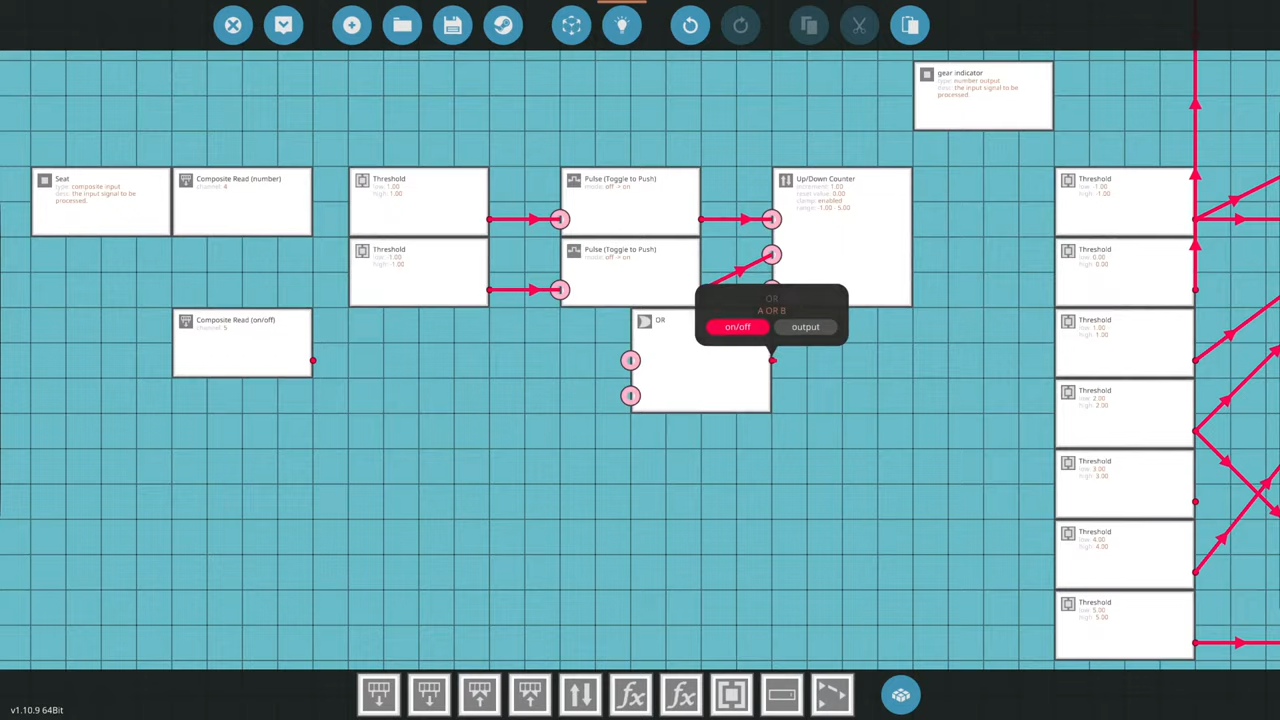 gear indicator
type: number output
desc: the input signal to be
processed.
Seat
type: composite input
desc: the input signal to be
processed.
Composite Read (number)
channel: 4
Threshold
low: 1.00
high: 1.00
Pulse (Toggle to Push)
mode: off -> on
Up/Down Counter
increment: 1.00
reset value: 0.00
clamp: enabled
range: -1.00 - 5.00
Threshold
low: -1.00
high: -1.00
Threshold
low: -1.00
high: -1.00
Pulse (Toggle to Push)
mode: off -> on
Threshold
low: 0.00
high: 0.00
Composite Read (on/off)
channel: 5
OR
OR
A OR B
on/off
output
Threshold
low: 1.00
high: 1.00
Threshold
low: 2.00
high: 2.00
Threshold
low: 3.00
high: 3.00
Threshold
low: 4.00
high: 4.00
Threshold
low: 5.00
high: 5.00
fx
fx
v1.10.9 64Bit